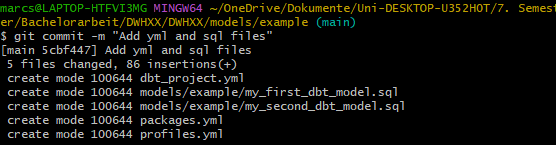 marcs@LAPTOP-HTFVI3MG MINGW64 ~/OneDrive/Dokumente/Uni-DESKTOP-U352HOT/7. Semest
er/Bachelorarbeit/DWHXX/DWHXX/models/example (main)
$ git commit -m "Add yml and sql files"
[main 5cbf447] Add yml and sql files
 5 files changed, 86 insertions(+)
 create mode 100644 dbt_project.yml
 create mode 100644 models/example/my_first_dbt_model.sql
 create mode 100644 models/example/my_second_dbt_model.sql
 create mode 100644 packages.yml
 create mode 100644 profiles.yml